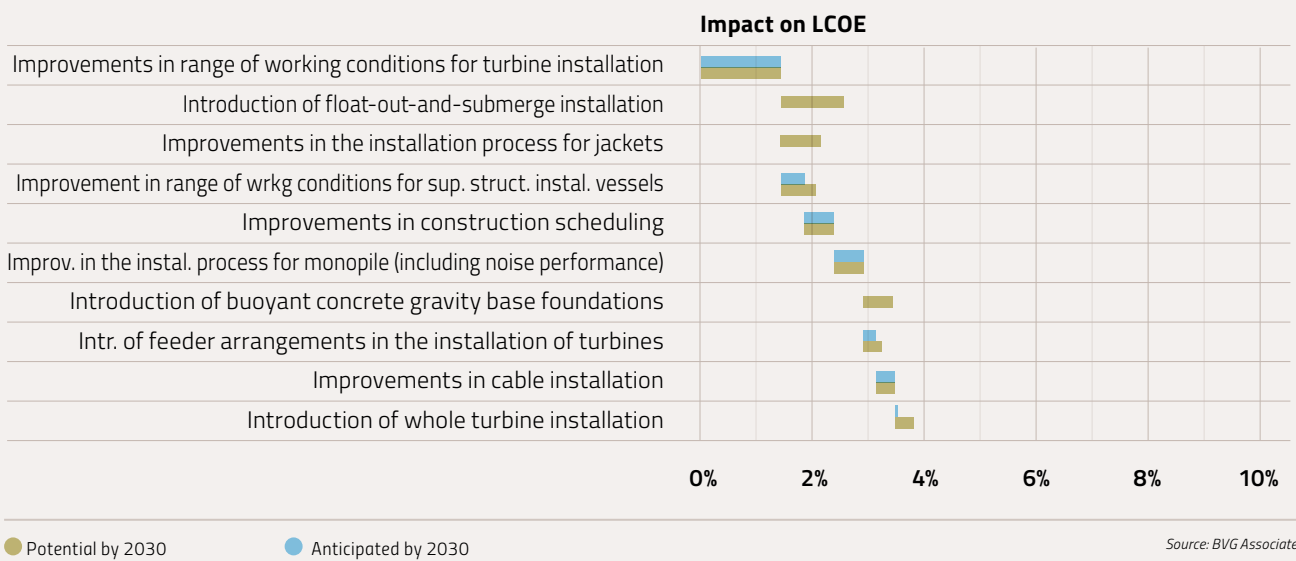 Impact on LCOE
Improvements in range of working conditions for turbine installation
Introduction of float-out-and-submerge installation
Improvements in the installation process for jackets
Improvement in range of wrkg conditions for sup. struct. instal. vessels
Improvements in construction scheduling
Improv. in the instal. process for monopile (including noise performance)
Introduction of buoyant concrete gravity base foundations
Intr. of feeder arrangements in the installation of turbines
Improvements in cable installation
Introduction of whole turbine installation
0% 2% 4% 6% 8% 10%
Potential by 2030 Anticipated by 2030 Source: BVG Associate